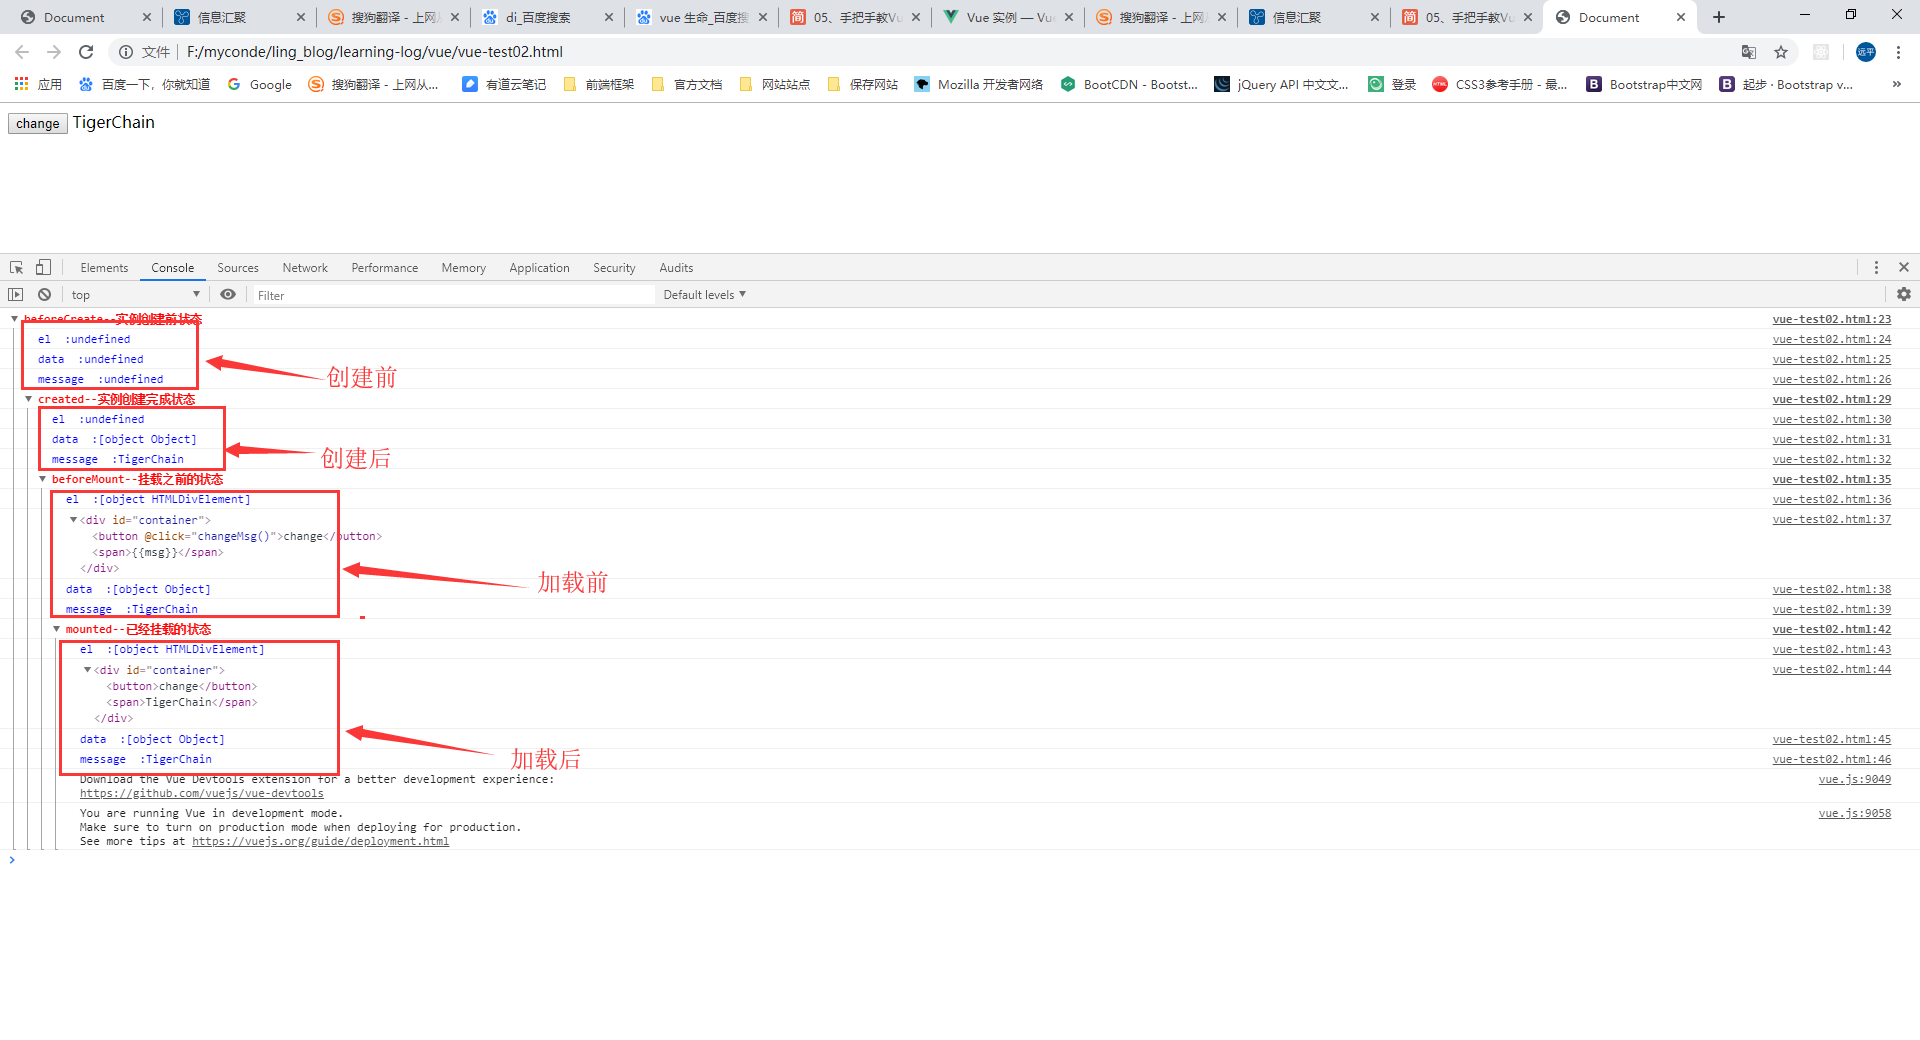 Document
信息汇聚
搜狗翻译 - 上网从
di_百度搜索
vue 生命_百度搜
05、手把手教Vu
Vue 实例 — Vue
搜狗翻译 - 上网从
信息汇聚
05、手把手教Vu
Document
文件
F:/myconde/ling_blog/learning-log/vue/vue-test02.html
远平
应用
百度一下，你就知道
Google
搜狗翻译 - 上网从...
有道云笔记
前端框架
官方文档
网站站点
保存网站
Mozilla 开发者网络
BootCDN - Bootst...
jQuery API 中文文...
登录
CSS3参考手册 - 最...
Bootstrap中文网
起步 · Bootstrap v...
»
change TigerChain
Elements Console Sources Network Performance Memory Application Security Audits
top
Filter
Default levels
beforeCreate--实例创建前状态 vue-test02.html:23
el :undefined vue-test02.html:24
data :undefined vue-test02.html:25
message :undefined vue-test02.html:26
创建前
created--实例创建完成状态 vue-test02.html:29
el :undefined vue-test02.html:30
data :[object Object] vue-test02.html:31
message :TigerChain vue-test02.html:32
创建后
beforeMount--挂载之前的状态 vue-test02.html:35
el :[object HTMLDivElement] vue-test02.html:36
<div id="container"> vue-test02.html:37
<button @click="changeMsg()">change</button>
<span>{{msg}}</span>
</div>
加载前
data :[object Object] vue-test02.html:38
message :TigerChain vue-test02.html:39
mounted--已经挂载的状态 vue-test02.html:42
el :[object HTMLDivElement] vue-test02.html:43
<div id="container"> vue-test02.html:44
<button>change</button>
<span>TigerChain</span>
</div>
data :[object Object] vue-test02.html:45
message :TigerChain vue-test02.html:46
加载后
Download the Vue Devtools extension for a better development experience: vue.js:9049
https://github.com/vuejs/vue-devtools
You are running Vue in development mode. vue.js:9058
Make sure to turn on production mode when deploying for production.
See more tips at https://vuejs.org/guide/deployment.html